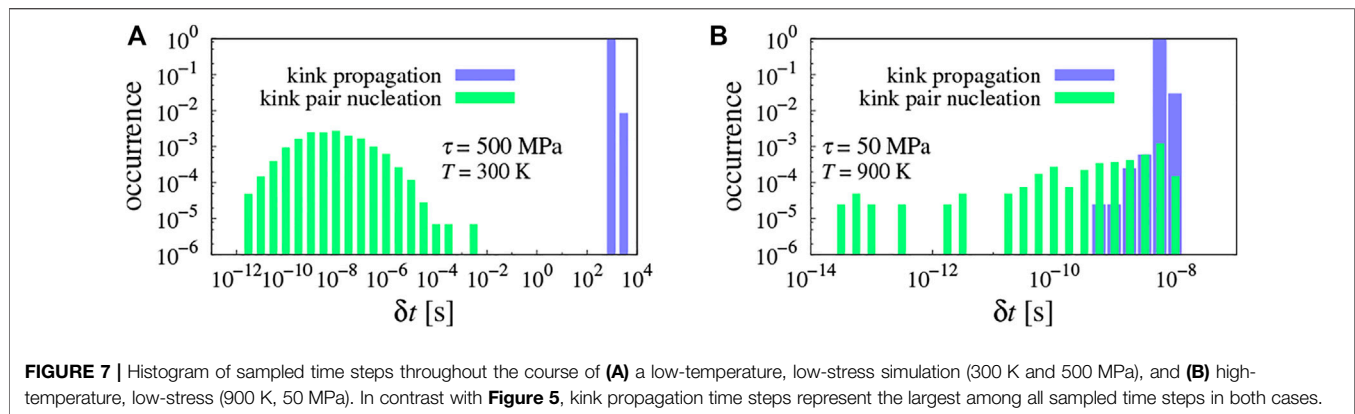 A
10^0
10^-1
10^-2
10^-3
10^-4
10^-5
10^-6
occurrence
kink propagation
kink pair nucleation
τ = 500 MPa
T = 300 K
10^-12 10^-10 10^-8 10^-6 10^-4 10^-2 10^0 10^2 10^4
δt [s]
B
10^0
10^-1
10^-2
10^-3
10^-4
10^-5
10^-6
occurrence
kink propagation
kink pair nucleation
τ = 50 MPa
T = 900 K
10^-14 10^-12 10^-10 10^-8
δt [s]
FIGURE 7 | Histogram of sampled time steps throughout the course of (A) a low-temperature, low-stress simulation (300 K and 500 MPa), and (B) high-
temperature, low-stress (900 K, 50 MPa). In contrast with Figure 5, kink propagation time steps represent the largest among all sampled time steps in both cases.